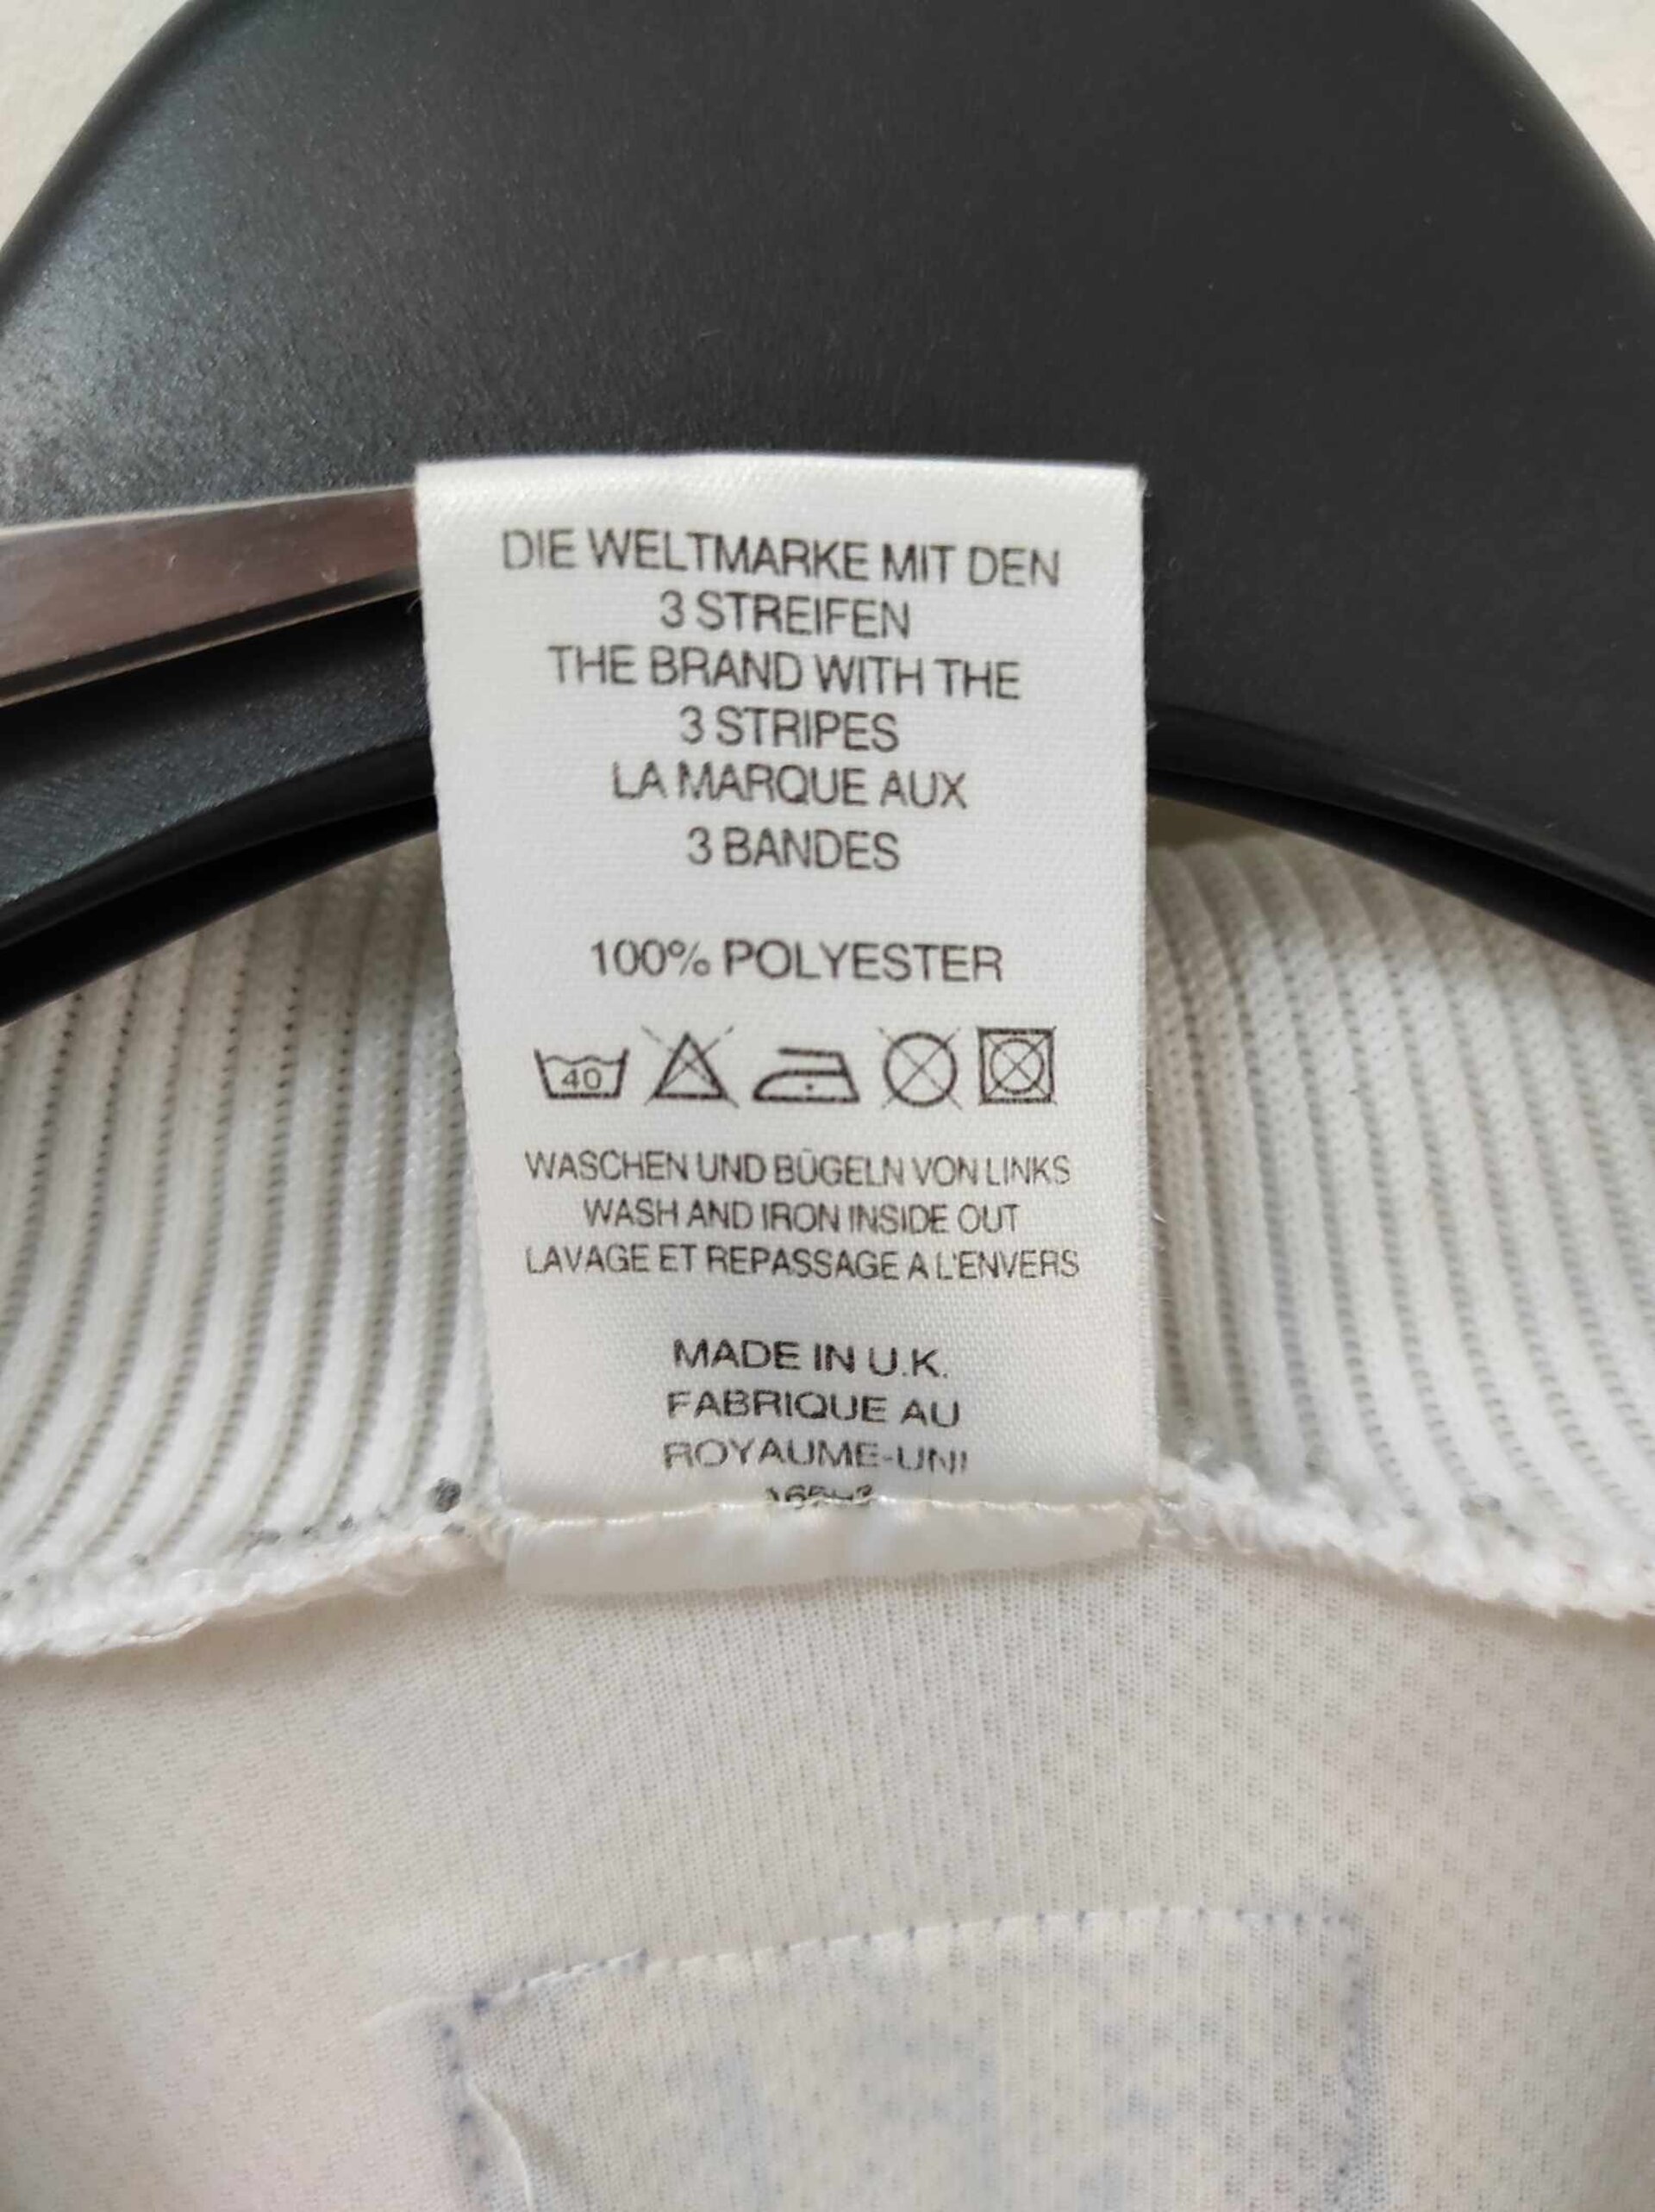 DIE WELTMARKE MIT DEN
3 STREIFEN
THE BRAND WITH THE
3 STRIPES
LA MARQUE AUX
3 BANDES
100% POLYESTER
40
WASCHEN UND BÜGELN VON LINKS
WASH AND IRON INSIDE OUT
LAVAGE ET REPASSAGE A L'ENVERS
MADE IN U.K.
FABRIQUE AU
ROYAUME-UNI